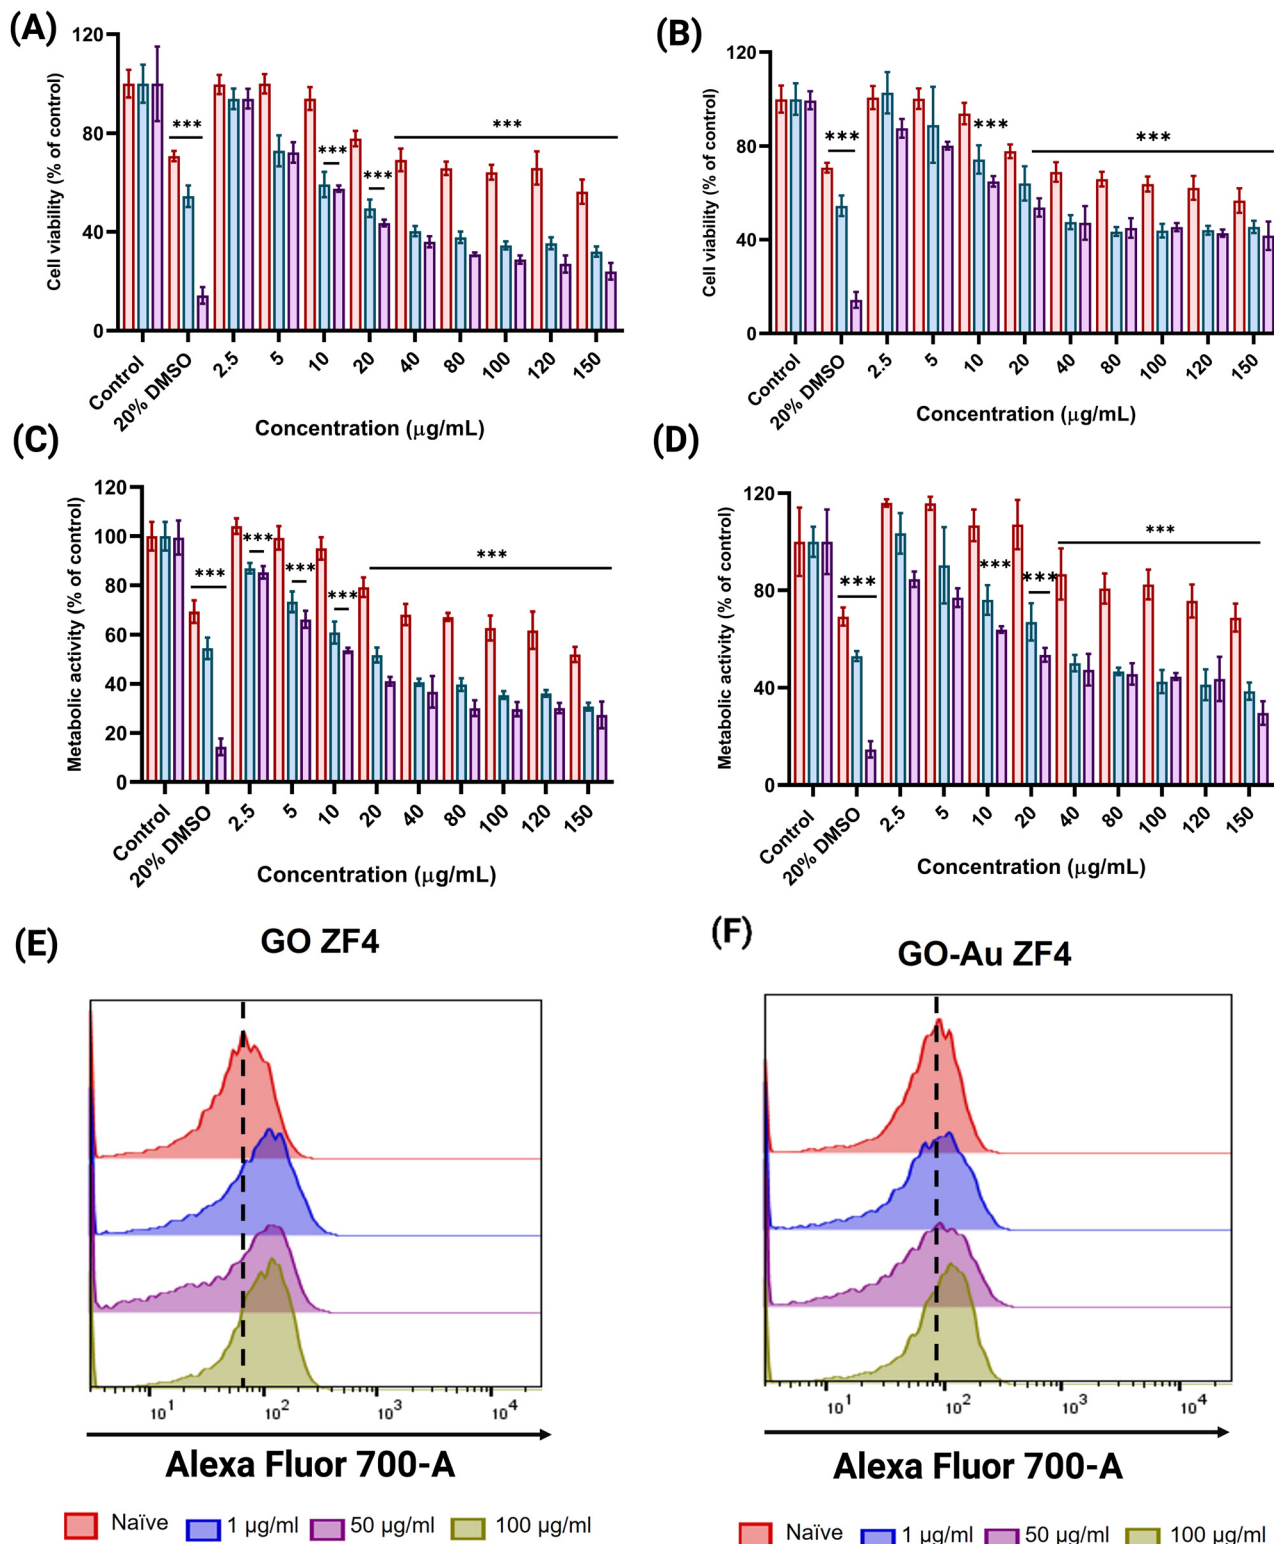 (A)
Cell viability (% of control)
120
80
40
0
***
***
***
***
Control
20% DMSO
2.5
5
10
20
40
80
100
120
150
Concentration (µg/mL)
(B)
Cell viability (% of control)
120
80
40
0
***
***
***
Control
20% DMSO
2.5
5
10
20
40
80
100
120
150
Concentration (µg/mL)
(C)
Metabolic activity (% of control)
120
100
80
60
40
20
0
***
***
***
***
***
Control
20% DMSO
2.5
5
10
20
40
80
100
120
150
Concentration (µg/mL)
(D)
Metabolic activity (% of control)
120
80
40
0
***
***
***
***
Control
20% DMSO
2.5
5
10
20
40
80
100
120
150
Concentration (µg/mL)
(E)
GO ZF4
10¹ 10² 10³ 10⁴
Alexa Fluor 700-A
Naïve 1 µg/ml 50 µg/ml 100 µg/ml
(F)
GO-Au ZF4
10¹ 10² 10³ 10⁴
Alexa Fluor 700-A
Naïve 1 µg/ml 50 µg/ml 100 µg/ml